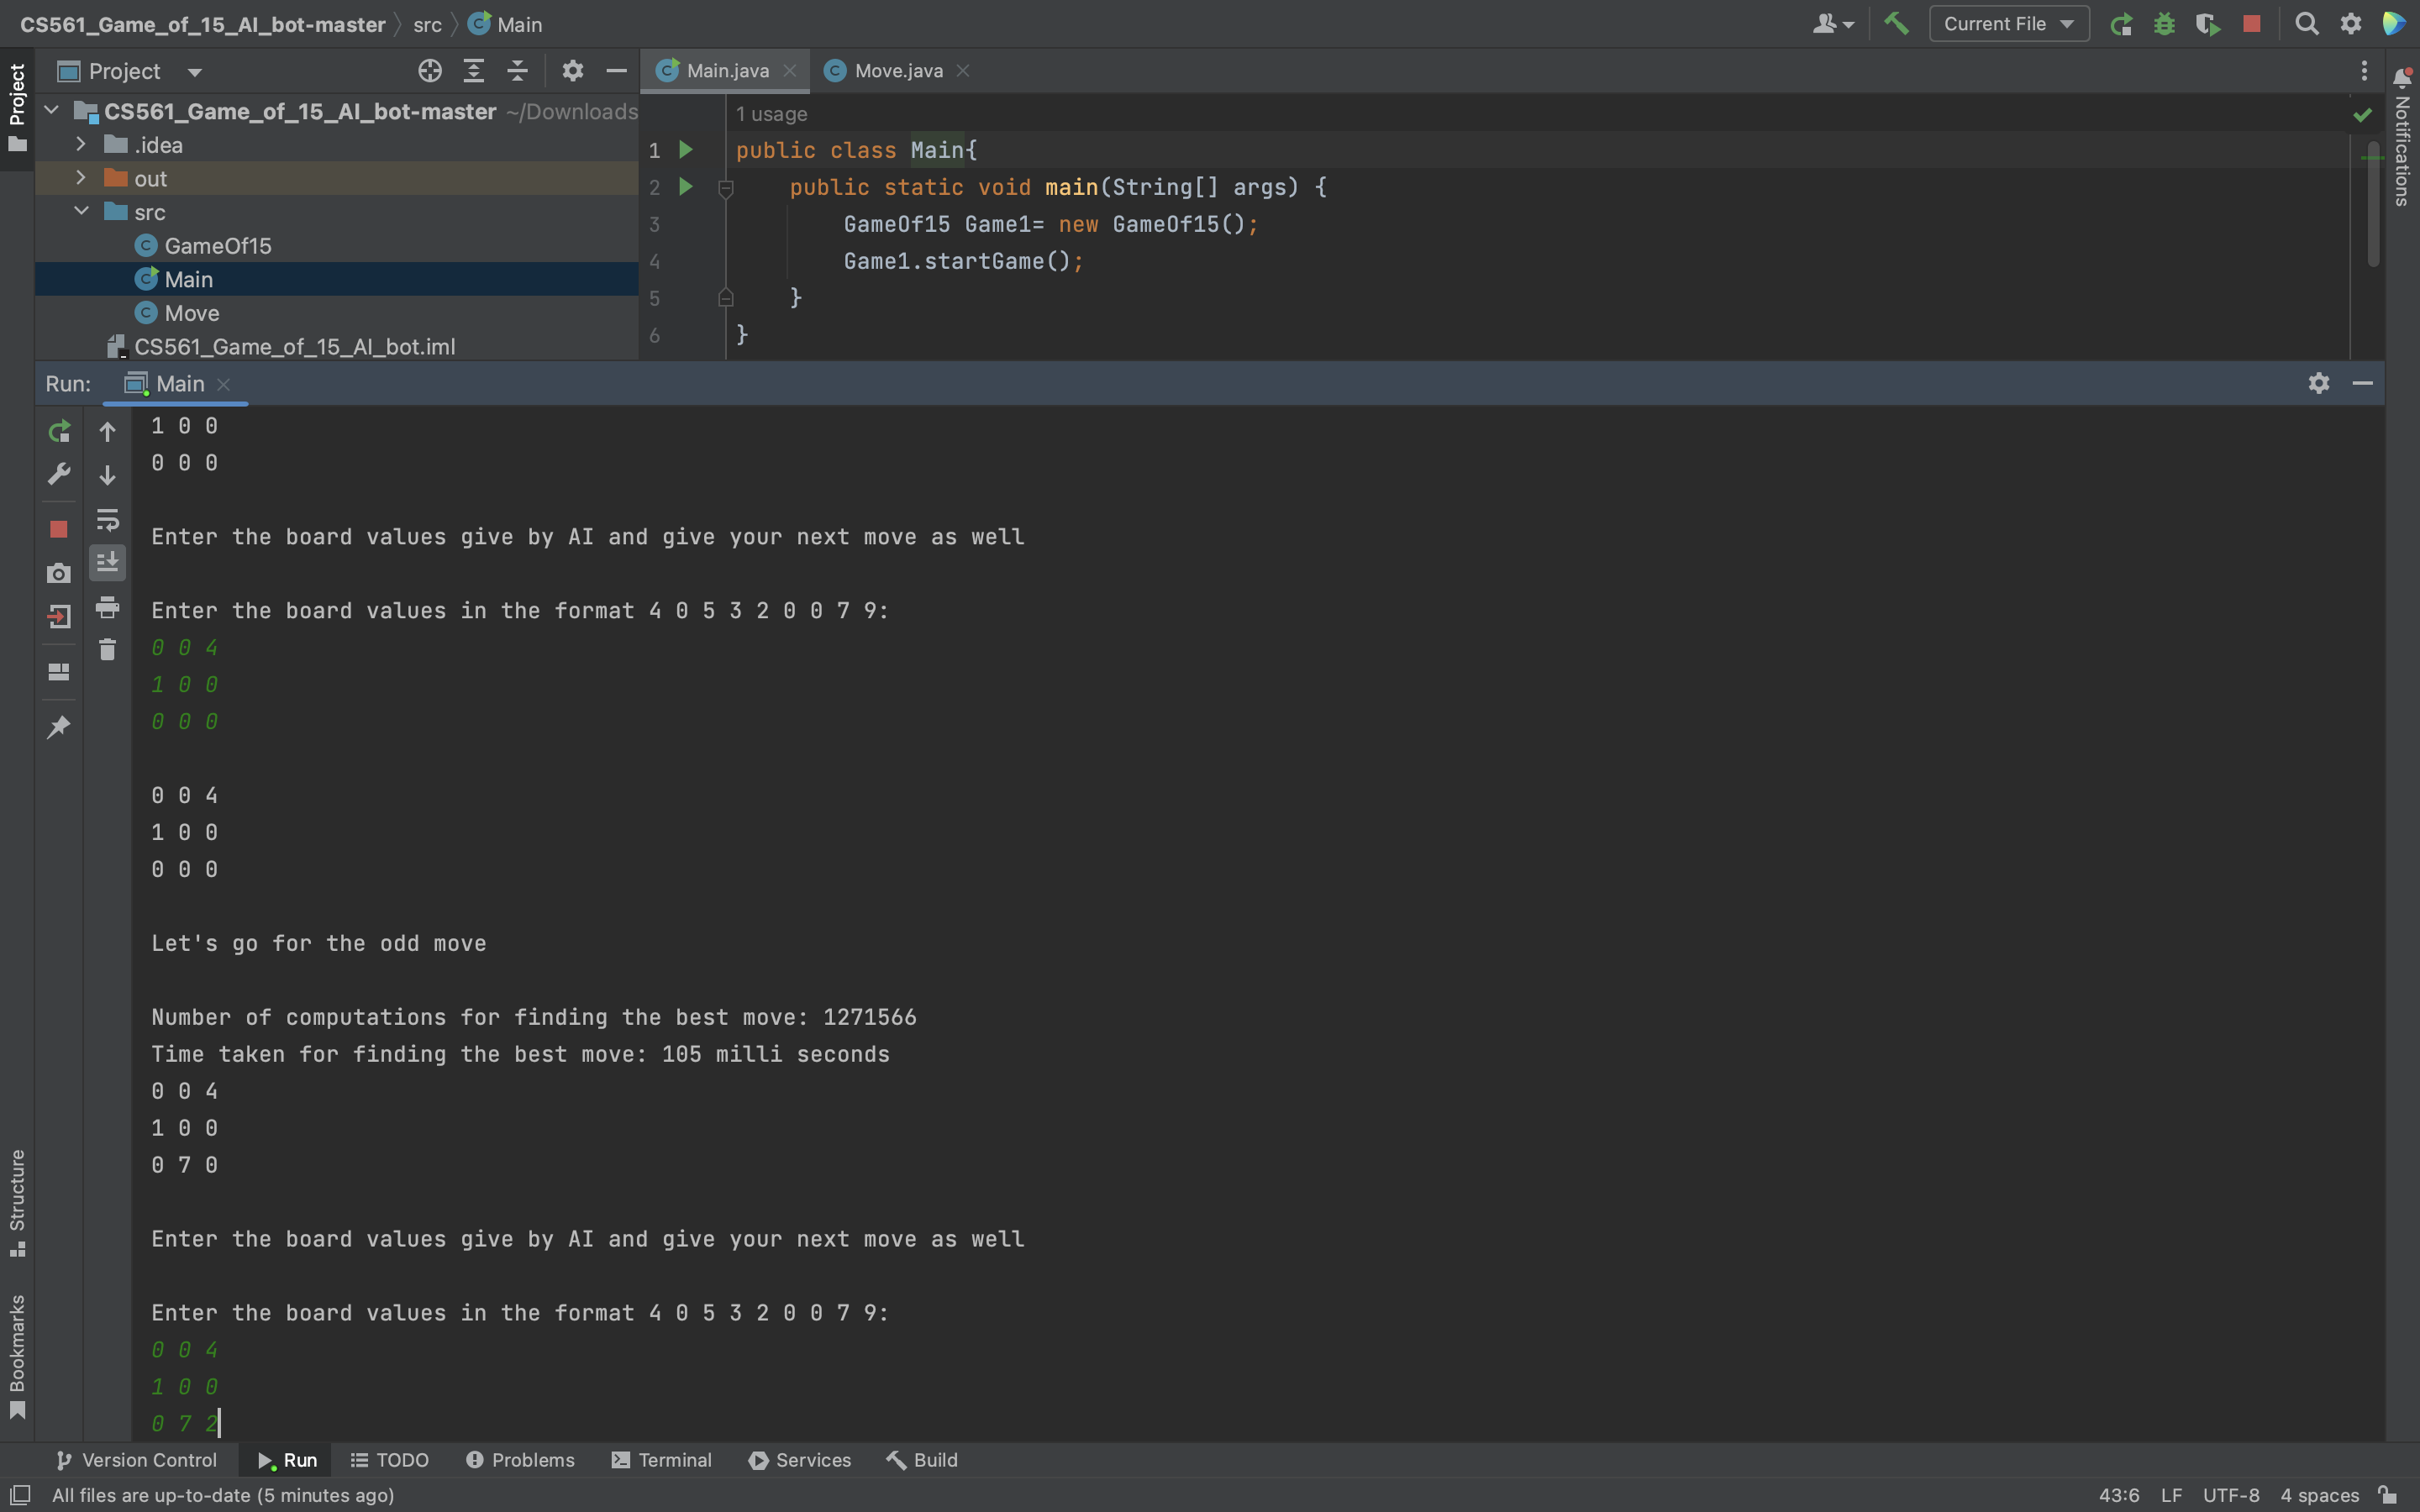 CS561_Game_of_15_AI_bot-master src Main Current File
Project Main.java Move.java
CS561_Game_of_15_AI_bot-master ~/Downloads
.idea
out
src
GameOf15
Main
Move
CS561_Game_of_15_AI_bot.iml
1 usage
1 public class Main{
2 public static void main(String[] args) {
3 GameOf15 Game1= new GameOf15();
4 Game1.startGame();
5 }
6 }
Project
Notifications
Run: Main
1 0 0
0 0 0
Enter the board values give by AI and give your next move as well
Enter the board values in the format 4 0 5 3 2 0 0 7 9:
0 0 4
1 0 0
0 0 0
0 0 4
1 0 0
0 0 0
Let's go for the odd move
Number of computations for finding the best move: 1271566
Time taken for finding the best move: 105 milli seconds
0 0 4
1 0 0
0 7 0
Enter the board values give by AI and give your next move as well
Enter the board values in the format 4 0 5 3 2 0 0 7 9:
0 0 4
1 0 0
0 7 2
Structure
Bookmarks
Version Control Run TODO Problems Terminal Services Build
All files are up-to-date (5 minutes ago) 43:6 LF UTF-8 4 spaces